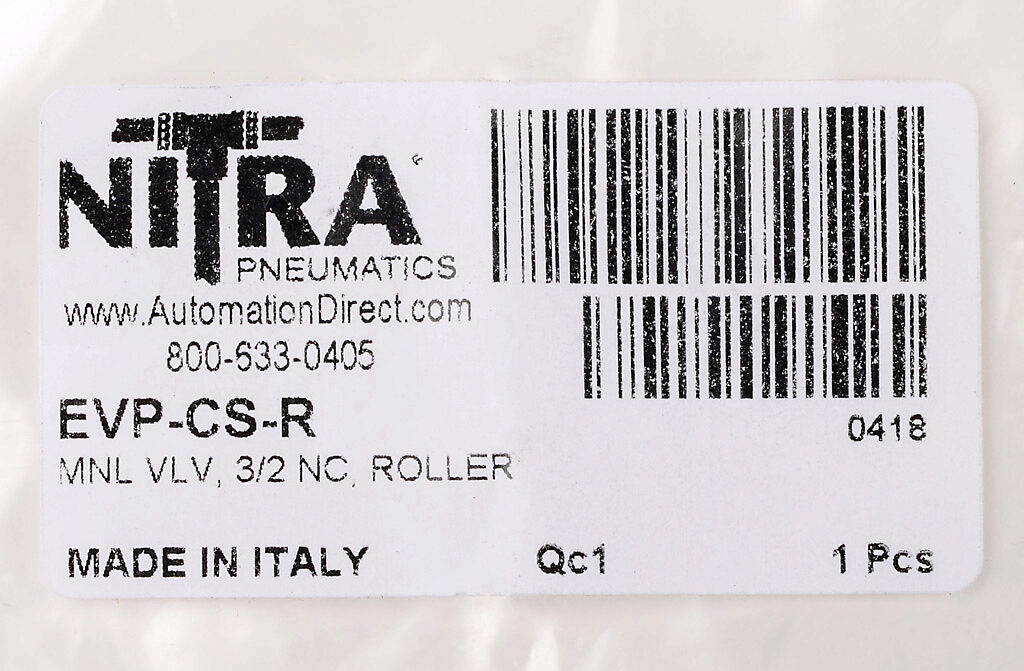 NITRA
PNEUMATICS
www.AutomationDirect.com
800-633-0405
EVP-CS-R
MNL VLV, 3/2 NC, ROLLER
0418
MADE IN ITALY
Qc1
1 Pcs